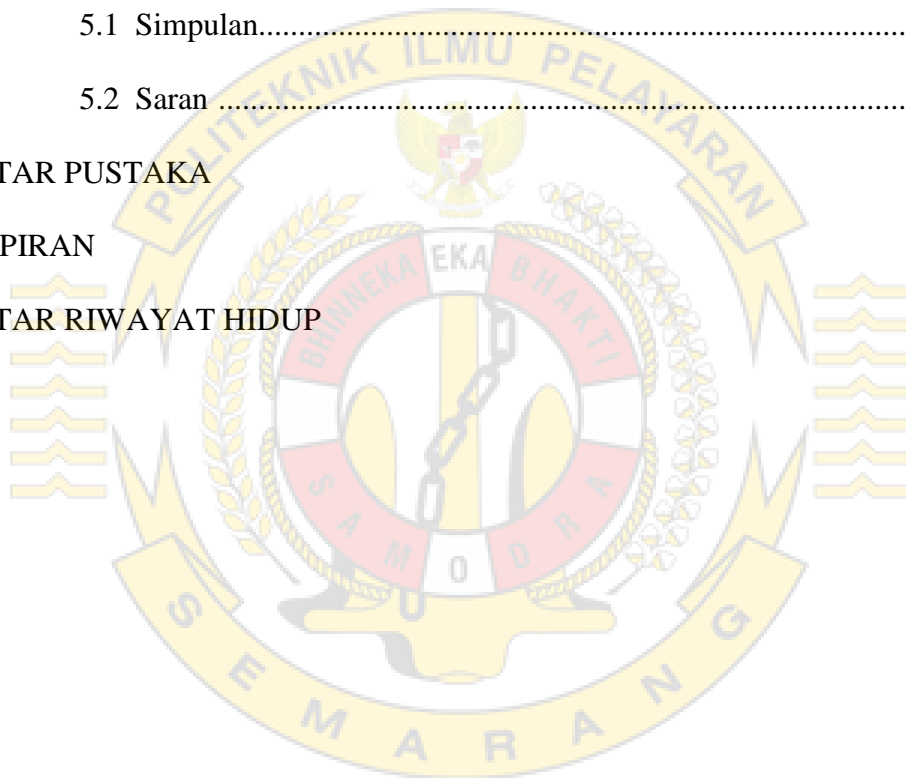 5.1 Simpulan.................................................................................
5.2 Saran ......................................................................................
TAR PUSTAKA
PIRAN
TAR RIWAYAT HIDUP
POLITEKNIK ILMU PELAYARAN
BHINNEKA EKA BHAKTI
SAMODRA
SEMARANG